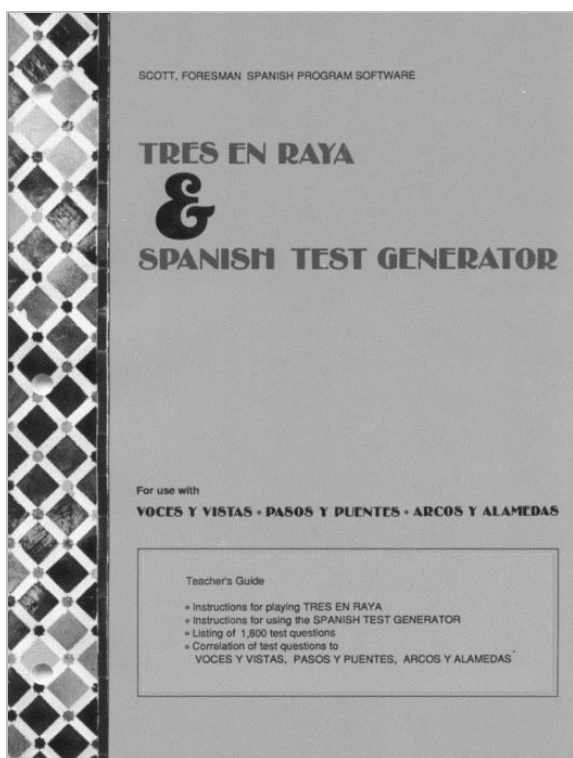 SCOTT, FORESMAN SPANISH PROGRAM SOFTWARE
TRES EN RAYA
&
SPANISH TEST GENERATOR
For use with
VOCES Y VISTAS • PASOS Y PUENTES • ARCOS Y ALAMEDAS
Teacher's Guide
• Instructions for playing TRES EN RAYA
• Instructions for using the SPANISH TEST GENERATOR
• Listing of 1,800 test questions
• Correlation of test questions to
VOCES Y VISTAS, PASOS Y PUENTES, ARCOS Y ALAMEDAS